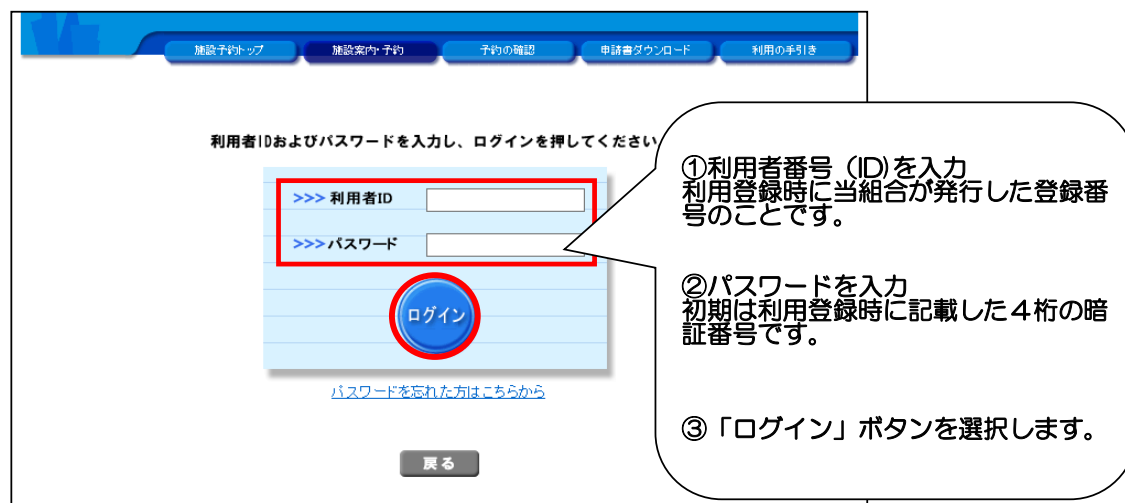 施設予約トップ
施設案内・予約
予約の確認
申請書ダウンロード
利用の手引き
利用者IDおよびパスワードを入力し、ログインを押してください
>>> 利用者ID
>>> パスワード
ログイン
パスワードを忘れた方はこちらから
戻る
①利用者番号（ID)を入力
利用登録時に当組合が発行した登録番
号のことです。
②パスワードを入力
初期は利用登録時に記載した４桁の暗
証番号です。
③「ログイン」ボタンを選択します。